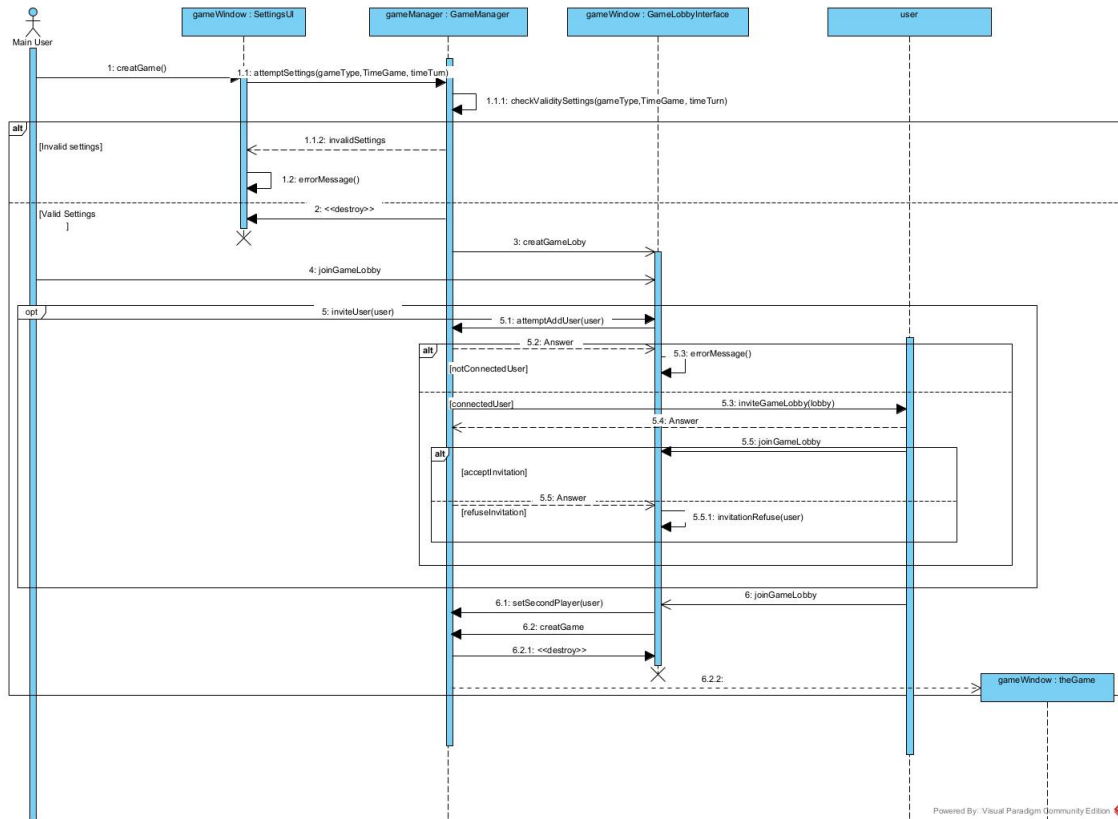 gameWindow : SettingsUI
gameManager : GameManager
gameWindow : GameLobbyInterface
user
Main User
1: creatGame()
1.1: attemptSettings(gameType,TimeGame, timeTurn)
1.1.1: checkValiditySettings(gameType,TimeGame, timeTurn)
alt
[Invalid settings]
1.1.2: invalidSettings
1.2: errorMessage()
[Valid Settings
]
2: <<destroy>>
3: creatGameLoby
4: joinGameLobby
opt
5: inviteUser(user)
5.1: attemptAddUser(user)
alt
5.2: Answer
5.3: errorMessage()
[notConnectedUser]
[connectedUser]
5.3: inviteGameLobby(lobby)
5.4: Answer
5.5: joinGameLobby
alt
[acceptInvitation]
5.5: Answer
[refuseInvitation]
5.5.1: invitationRefuse(user)
6: joinGameLobby
6.1: setSecondPlayer(user)
6.2: creatGame
6.2.1: <<destroy>>
6.2.2:
gameWindow : theGame
Powered By: Visual Paradigm Community Edition